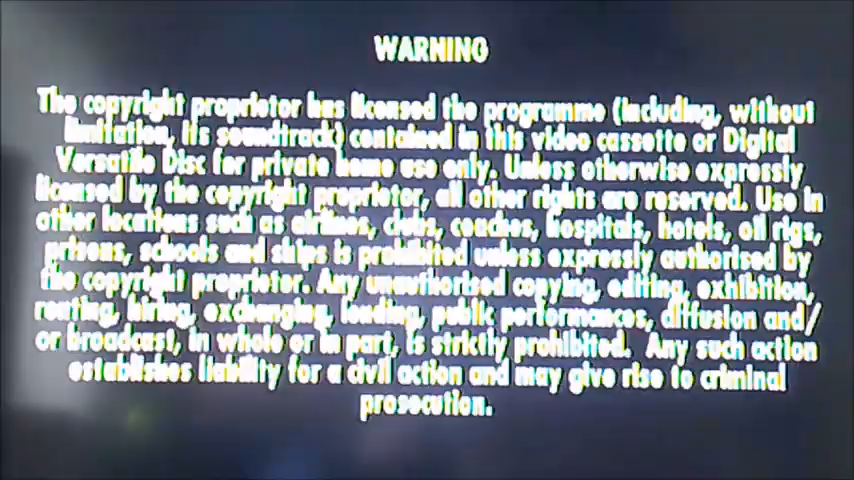 WARNING
The copyright proprietor has licensed the programme (including, without
limitation, its soundtrack) contained in this video cassette or Digital
Versatile Disc for private home use only. Unless otherwise expressly
licensed by the copyright proprietor, all other rights are reserved. Use in
other locations such as airlines, clubs, coaches, hospitals, hotels, oil rigs,
prisons, schools and ships is prohibited unless expressly authorised by
the copyright proprietor. Any unauthorised copying, editing, exhibition,
renting, hiring, exchanging, lending, public performances, diffusion and/
or broadcast, in whole or in part, is strictly prohibited. Any such action
establishes liability for a civil action and may give rise to criminal
prosecution.